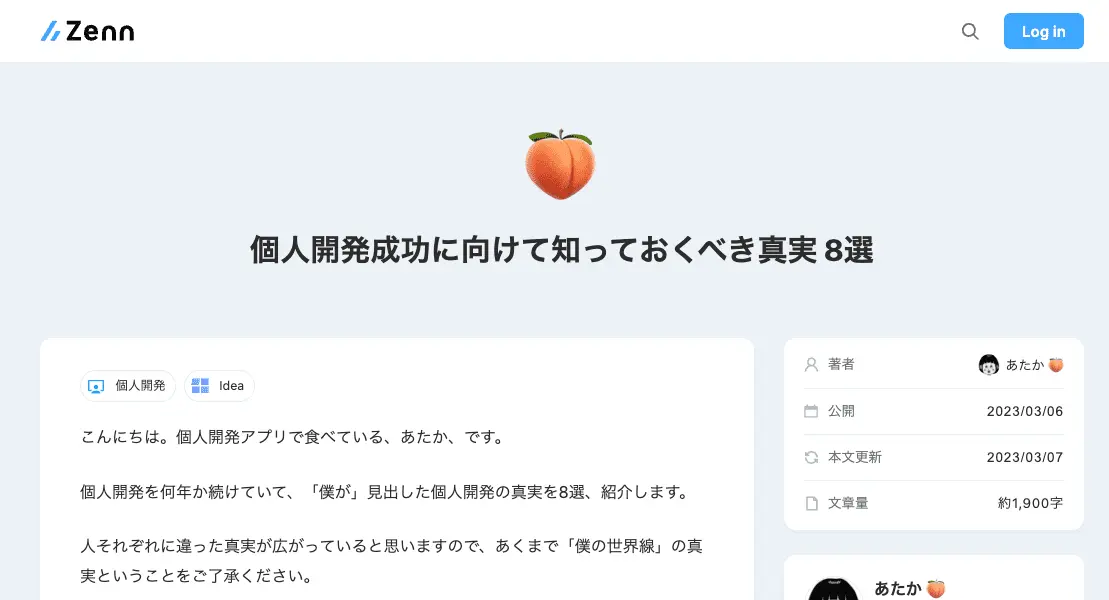 Zenn
Log in
個人開発成功に向けて知っておくべき真実 8選
個人開発
Idea
こんにちは。個人開発アプリで食べている、あたか、です。
個人開発を何年か続けていて、「僕が」見出した個人開発の真実を8選、紹介します。
人それぞれに違った真実が広がっていると思いますので、あくまで「僕の世界線」の真
実ということをご了承ください。
著者 あたか🍑
公開 2023/03/06
本文更新 2023/03/07
文章量 約1,900字
あたか🍑